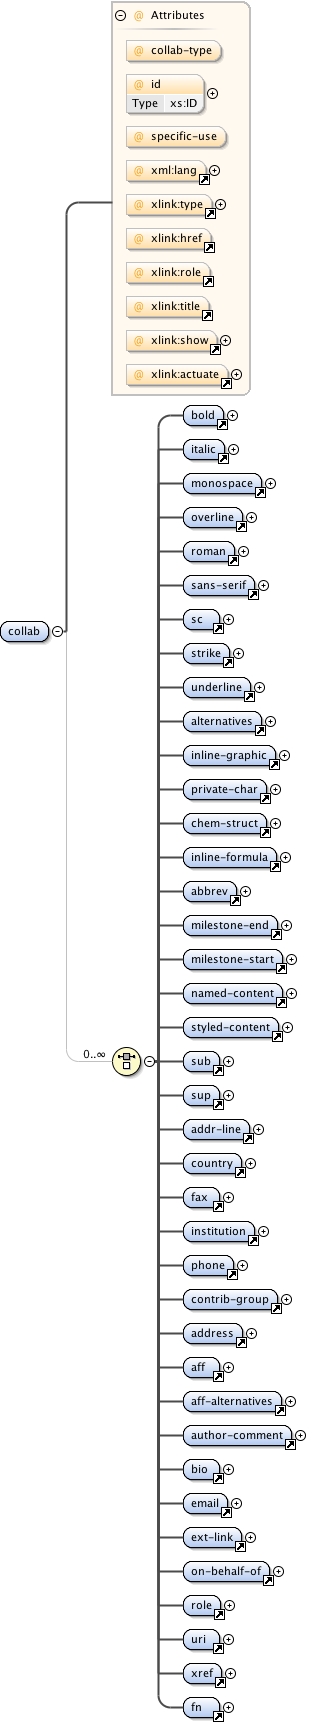 @ Attributes
@ collab-type
@ id
Type xs:ID
@ specific-use
@ xml:lang
@ xlink:type
@ xlink:href
@ xlink:role
@ xlink:title
@ xlink:show
@ xlink:actuate
bold
italic
monospace
overline
roman
sans-serif
sc
collab
strike
underline
alternatives
inline-graphic
private-char
chem-struct
inline-formula
abbrev
milestone-end
milestone-start
named-content
styled-content
0..∞
sub
sup
addr-line
country
fax
institution
phone
contrib-group
address
aff
aff-alternatives
author-comment
bio
email
ext-link
on-behalf-of
role
uri
xref
fn